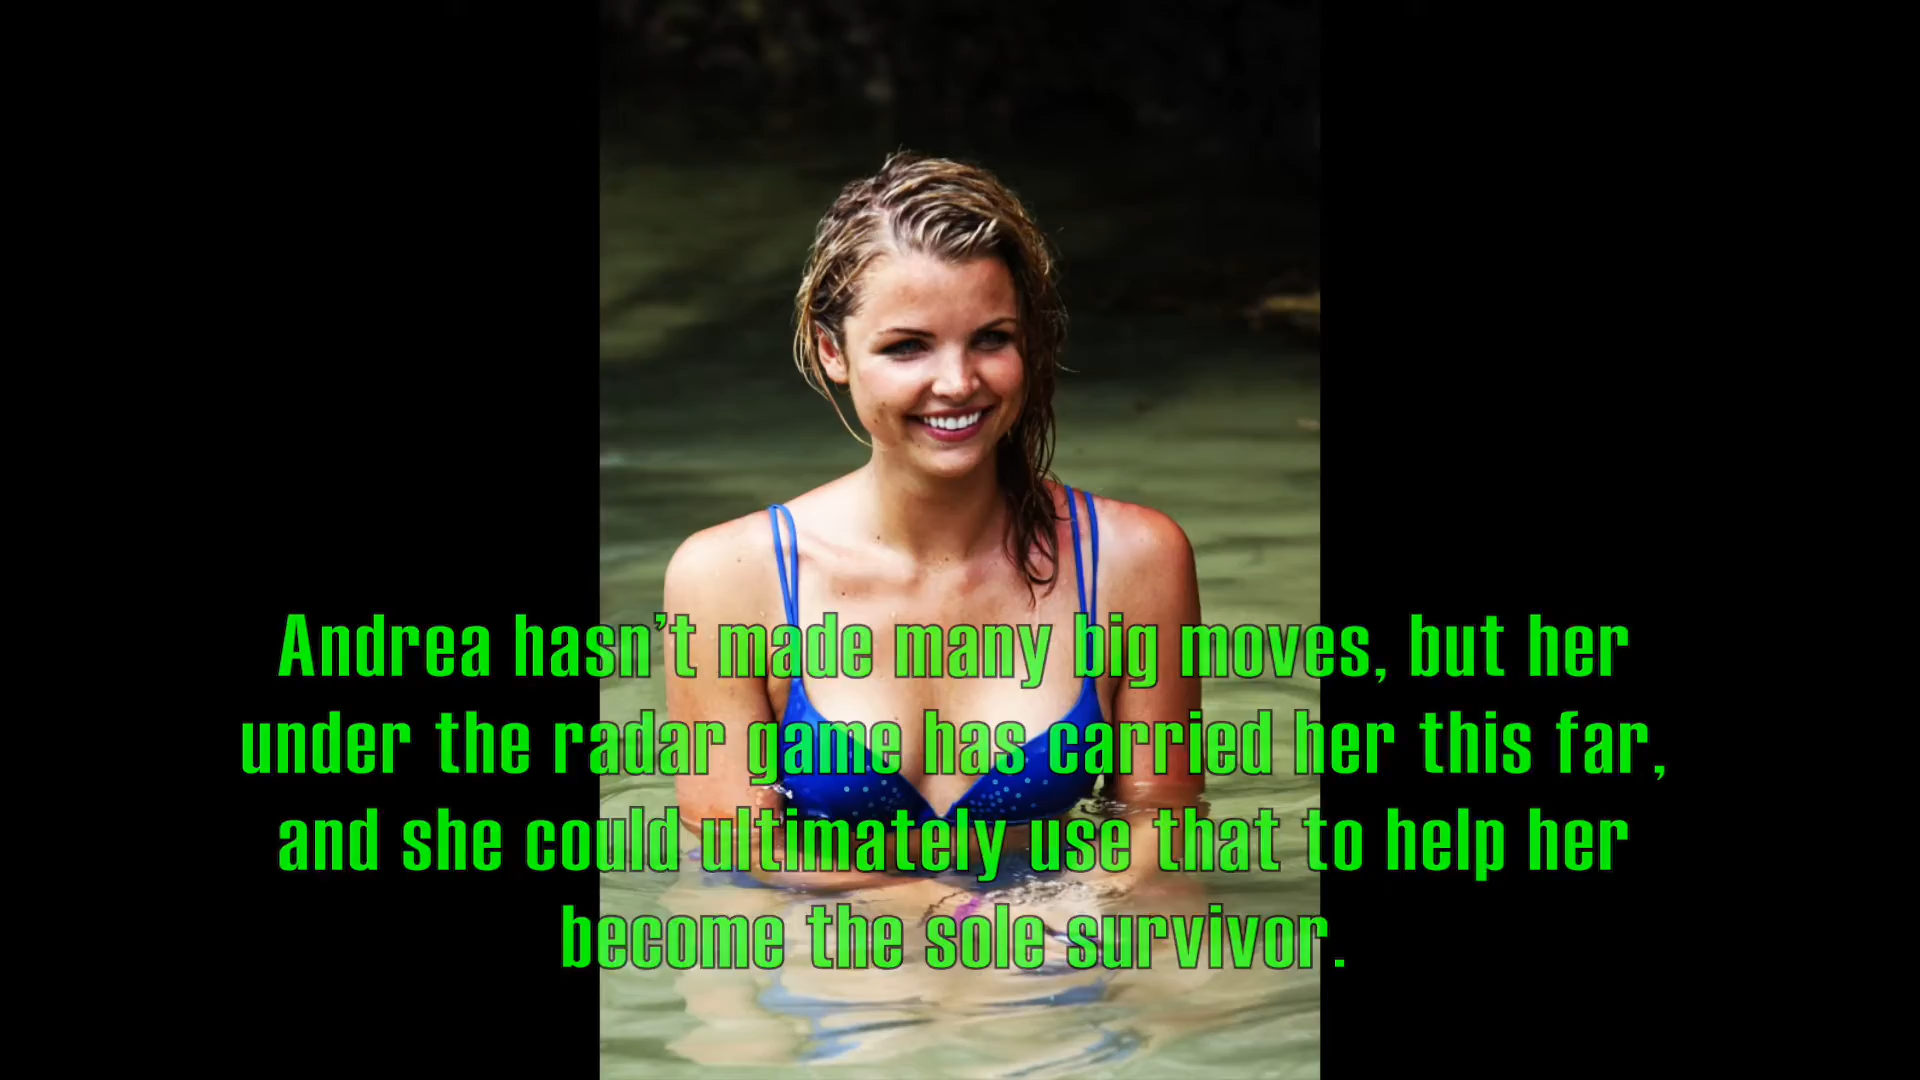 Andrea hasn’t made many big moves, but her
under the radar game has carried her this far,
and she could ultimately use that to help her
become the sole survivor.